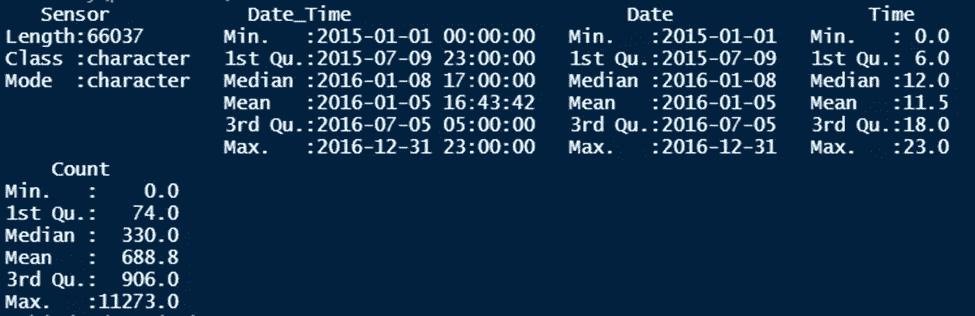 Sensor Date_Time Date Time
Length:66037 Min. :2015-01-01 00:00:00 Min. :2015-01-01 Min. : 0.0
Class :character 1st Qu.:2015-07-09 23:00:00 1st Qu.:2015-07-09 1st Qu.: 6.0
Mode :character Median :2016-01-08 17:00:00 Median :2016-01-08 Median :12.0
Mean :2016-01-05 16:43:42 Mean :2016-01-05 Mean :11.5
3rd Qu.:2016-07-05 05:00:00 3rd Qu.:2016-07-05 3rd Qu.:18.0
Max. :2016-12-31 23:00:00 Max. :2016-12-31 Max. :23.0
Count
Min. : 0.0
1st Qu.: 74.0
Median : 330.0
Mean : 688.8
3rd Qu.: 906.0
Max. :11273.0